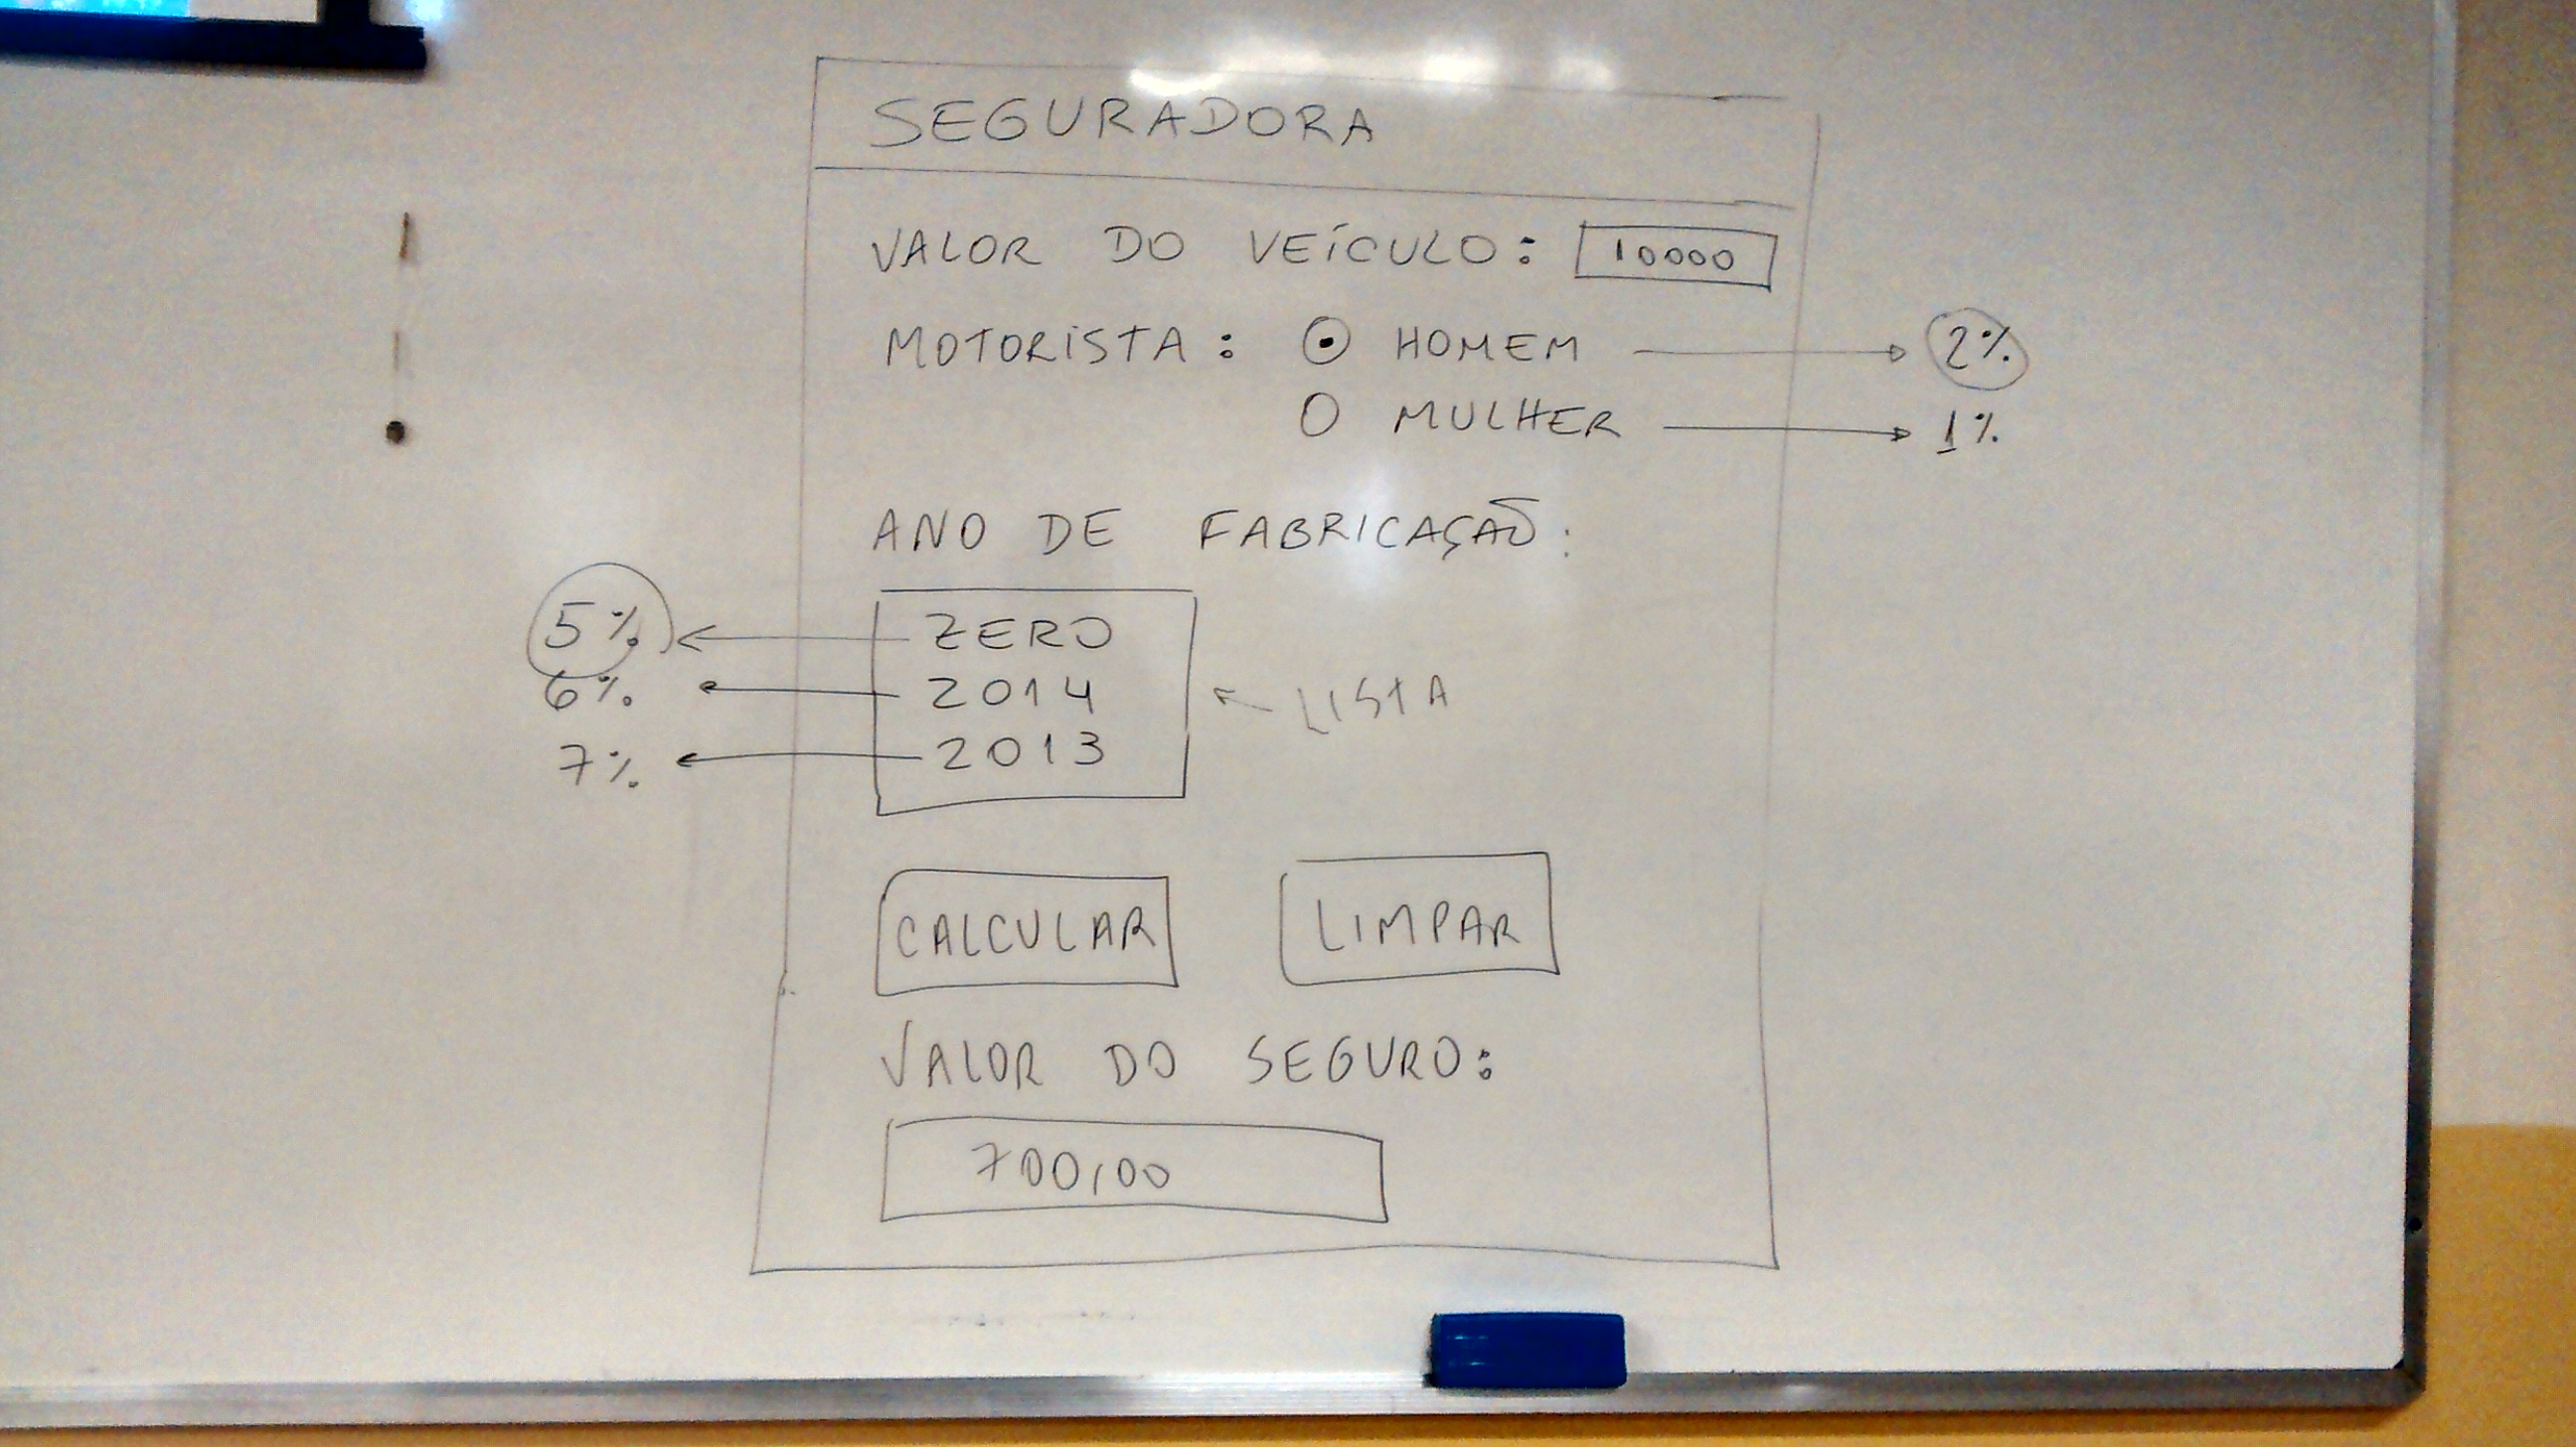 SEGURADORA
VALOR DO VEÍCULO: 10000
MOTORISTA: HOMEM 2%
MULHER 1%
ANO DE FABRICAÇÃO:
5% ZERO
6% 2014 LISTA
7% 2013
CALCULAR LIMPAR
VALOR DO SEGURO:
700,00